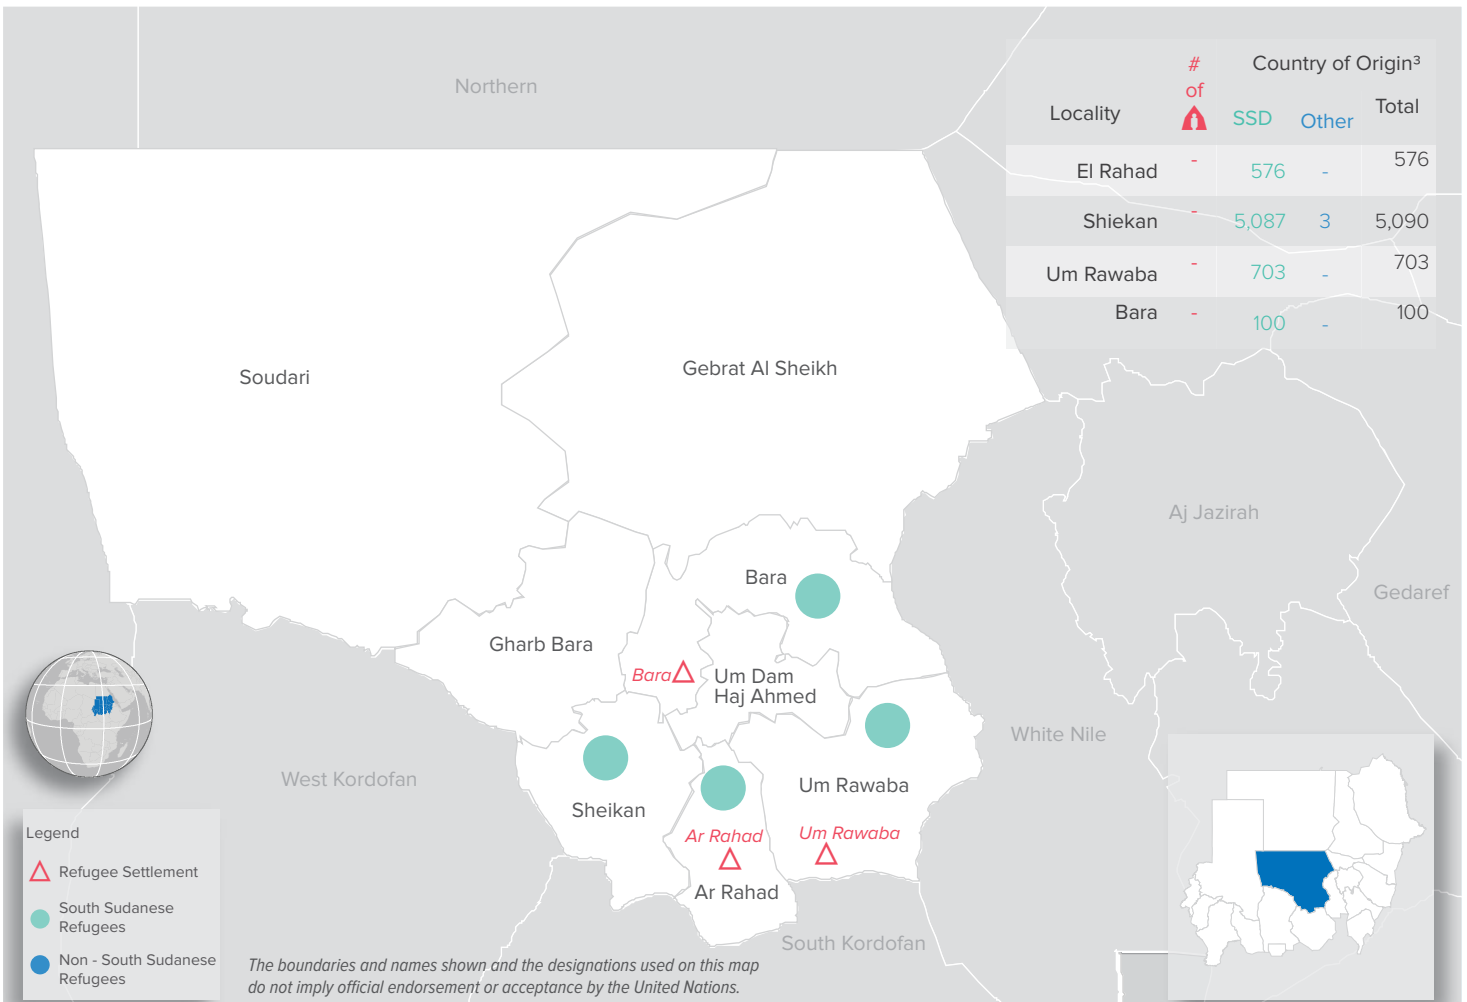 Northern
#
of
Country of Origin³
Locality
SSD
Other
Total
El Rahad - 576 - 576
Shiekan - 5,087 3 5,090
Um Rawaba - 703 - 703
Bara - 100 - 100
Soudari
Gebrat Al Sheikh
Aj Jazirah
Gedaref
Bara
Gharb Bara
Bara
Um Dam
Haj Ahmed
White Nile
West Kordofan
Sheikan
Um Rawaba
Ar Rahad
Um Rawaba
Ar Rahad
South Kordofan
Legend
Refugee Settlement
South Sudanese
Refugees
Non - South Sudanese
Refugees
The boundaries and names shown and the designations used on this map
do not imply official endorsement or acceptance by the United Nations.